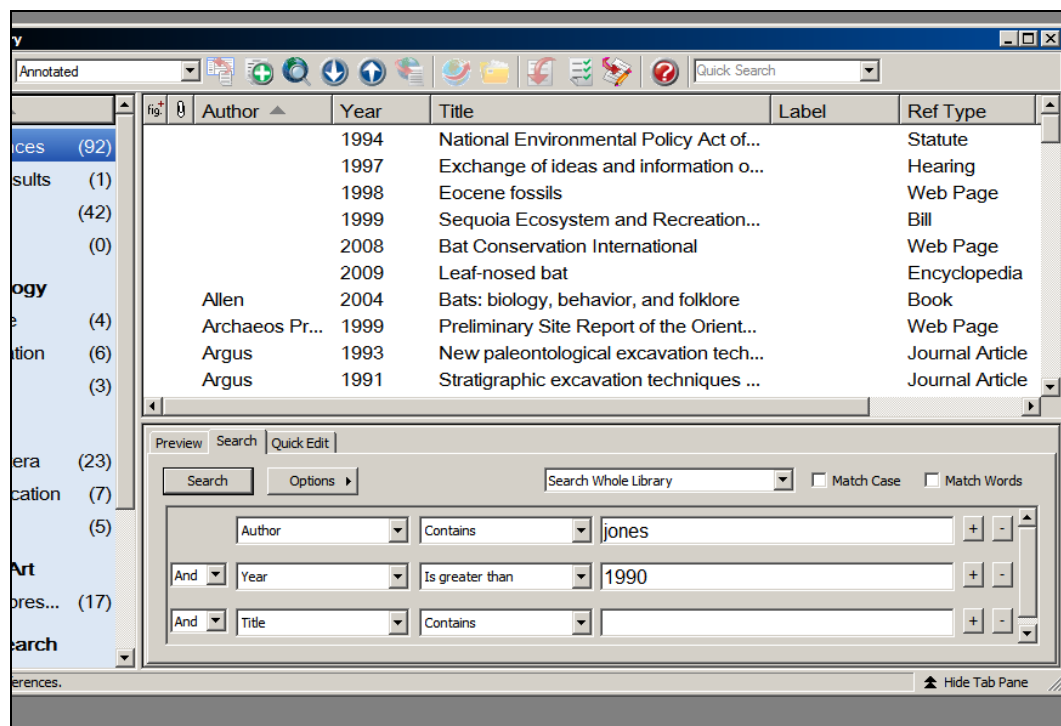 ry
Annotated Quick Search
fig. Author Year Title Label Ref Type
1994 National Environmental Policy Act of... Statute
1997 Exchange of ideas and information o... Hearing
1998 Eocene fossils Web Page
1999 Sequoia Ecosystem and Recreation... Bill
2008 Bat Conservation International Web Page
2009 Leaf-nosed bat Encyclopedia
Allen 2004 Bats: biology, behavior, and folklore Book
Archaeos Pr... 1999 Preliminary Site Report of the Orient... Web Page
Argus 1993 New paleontological excavation tech... Journal Article
Argus 1991 Stratigraphic excavation techniques ... Journal Article
nces (92)
sults (1)
(42)
(0)
ogy
e (4)
ation (6)
(3)
era (23)
cation (7)
(5)
Art
pres... (17)
earch
Preview Search Quick Edit
Search Options Search Whole Library Match Case Match Words
Author Contains jones + -
And Year Is greater than 1990 + -
And Title Contains + -
erences. Hide Tab Pane